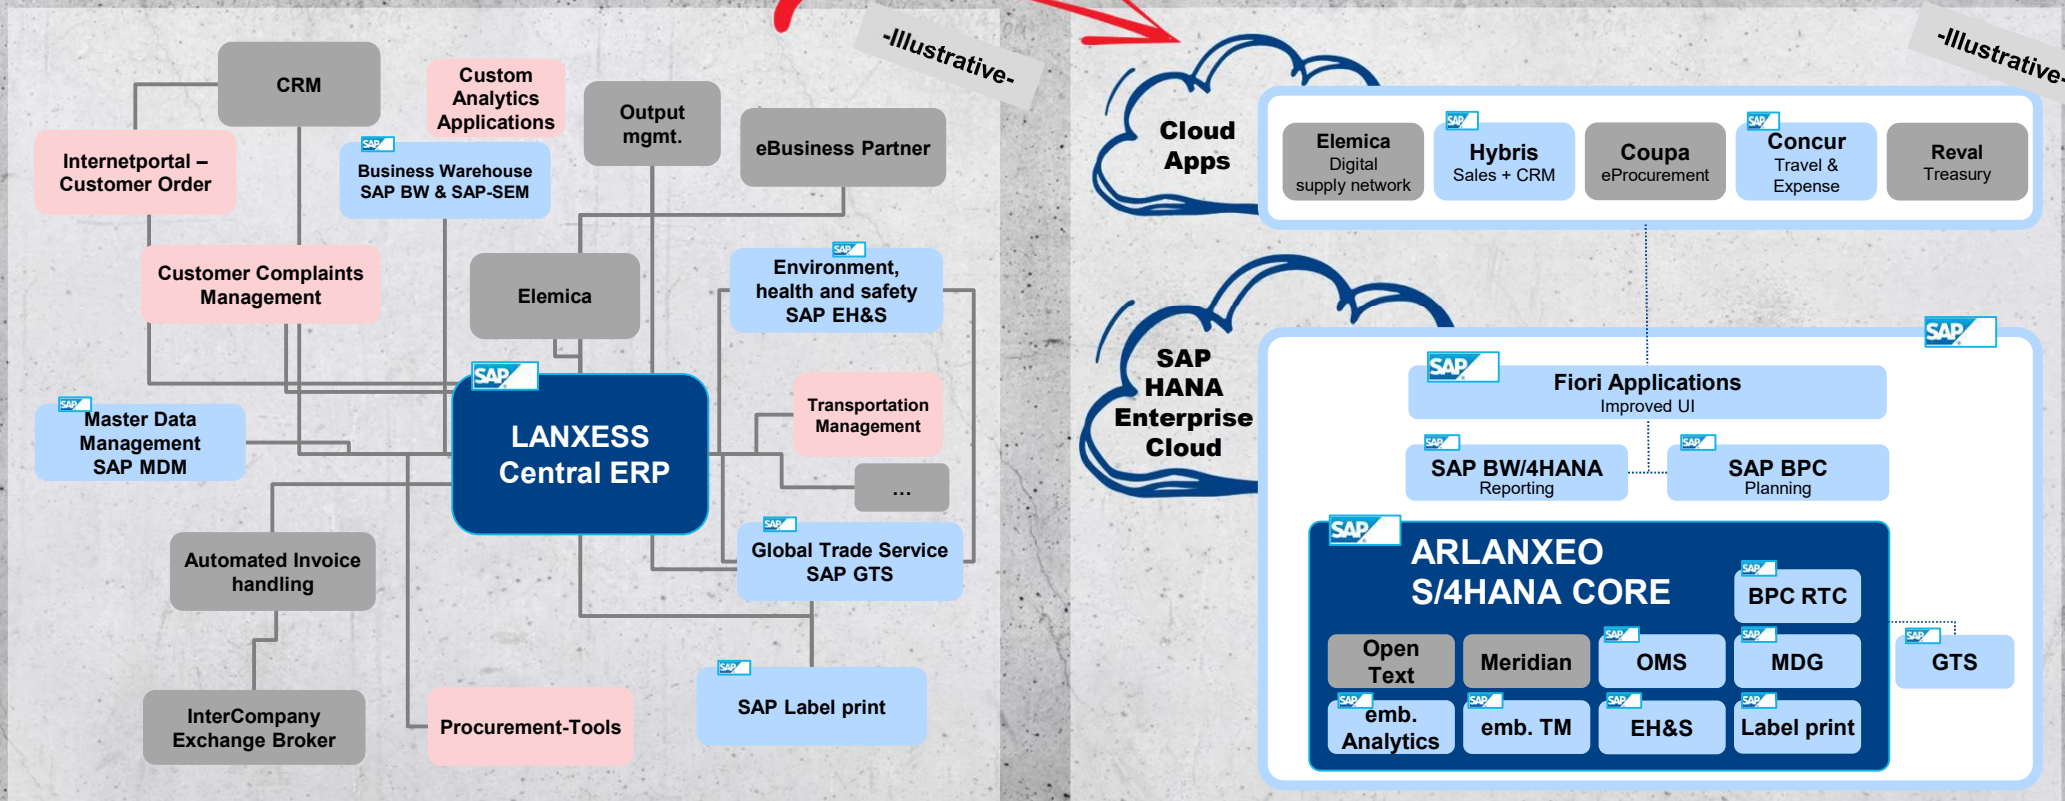 -Illustrative-
CRM
Custom
Analytics
Applications
Output
mgmt.
eBusiness Partner
Internetportal –
Customer Order
SAP
Business Warehouse
SAP BW & SAP-SEM
Customer Complaints
Management
Elemica
SAP
Environment,
health and safety
SAP EH&S
SAP
LANXESS
Central ERP
Transportation
Management
...
SAP
Master Data
Management
SAP MDM
SAP
Global Trade Service
SAP GTS
Automated Invoice
handling
InterCompany
Exchange Broker
Procurement-Tools
SAP
SAP Label print
-Illustrative-
Cloud
Apps
Elemica
Digital
supply network
SAP
Hybris
Sales + CRM
Coupa
eProcurement
SAP
Concur
Travel &
Expense
Reval
Treasury
SAP
HANA
Enterprise
Cloud
SAP
SAP
Fiori Applications
Improved UI
SAP
SAP BW/4HANA
Reporting
SAP
SAP BPC
Planning
SAP
ARLANXEO
S/4HANA CORE
SAP
BPC RTC
Open
Text
Meridian
SAP
OMS
SAP
MDG
SAP
GTS
SAP
emb.
Analytics
SAP
emb. TM
SAP
EH&S
SAP
Label print